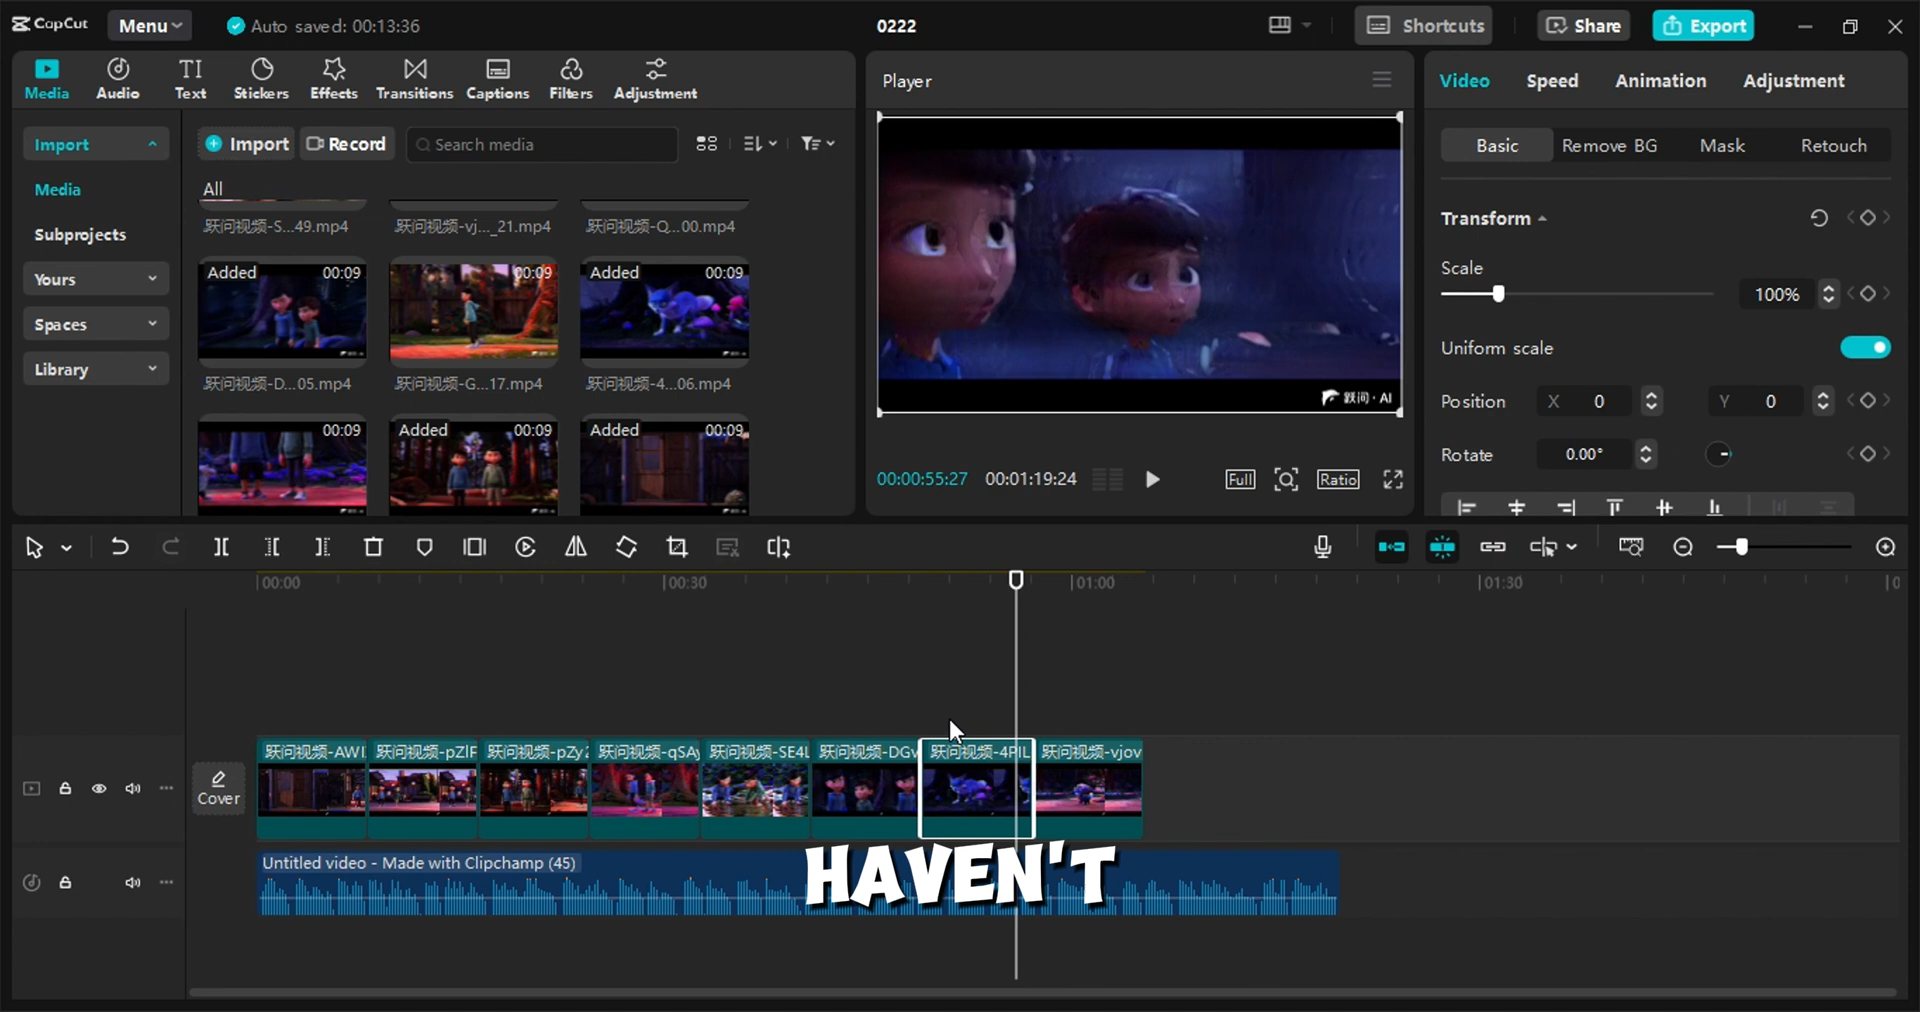 CapCut
Menu
Auto saved: 00:13:36
0222
Shortcuts
Share
Export
Media
Audio
Text
Stickers
Effects
Transitions
Captions
Filters
Adjustment
Import
Media
Subprojects
Yours
Spaces
Library
Import
Record
Search media
All
跃问视频-S...49.mp4
跃问视频-vj..._21.mp4
跃问视频-Q...00.mp4
Added 00:09
00:09
Added 00:09
跃问视频-D...05.mp4
跃问视频-G...17.mp4
跃问视频-4...06.mp4
00:09
Added 00:09
Added 00:09
Player
跃问·AI
00:00:55:27
00:01:19:24
Full
Ratio
Video
Speed
Animation
Adjustment
Basic
Remove BG
Mask
Retouch
Transform
Scale
100%
Uniform scale
Position
X 0
Y 0
Rotate
0.00°
00:00
00:30
01:00
01:30
Cover
跃问视频-AWI
跃问视频-pZlF
跃问视频-pZy2
跃问视频-qSAy
跃问视频-SE4L
跃问视频-DGv
跃问视频-4PIL
跃问视频-vjov
Untitled video - Made with Clipchamp (45)
HAVEN'T